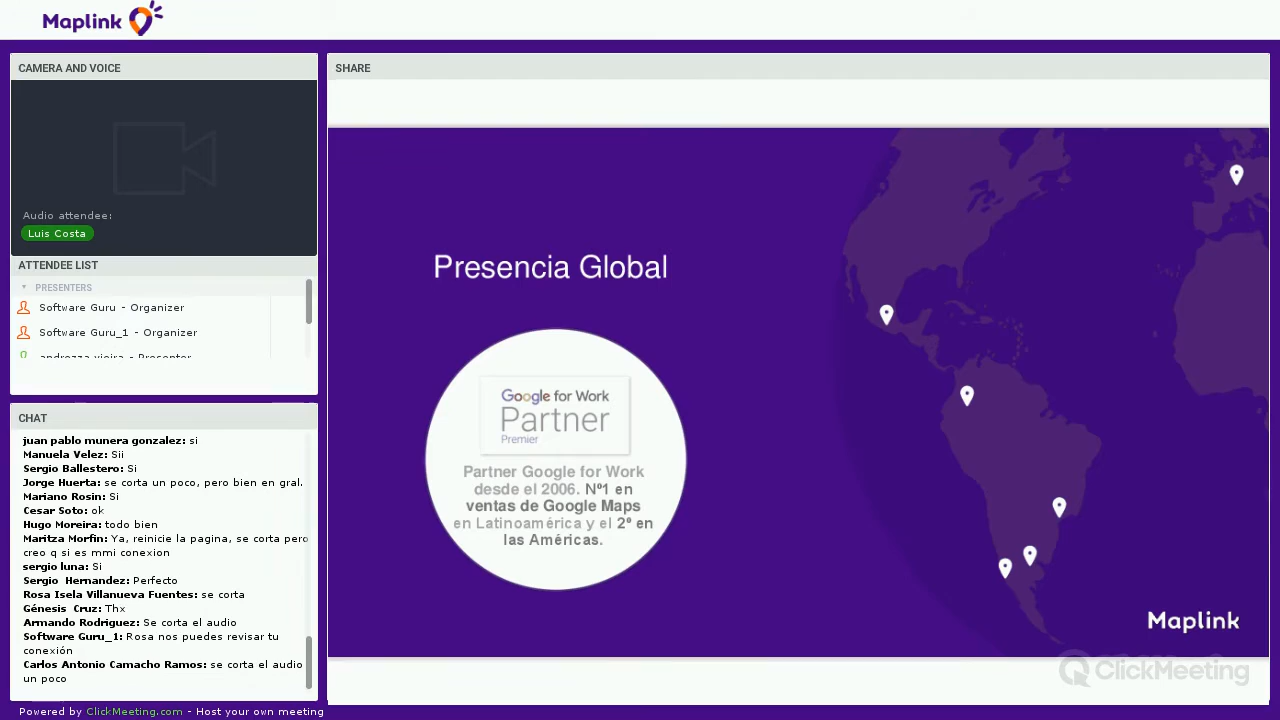 Maplink
CAMERA AND VOICE
Audio attendee:
Luis Costa
ATTENDEE LIST
PRESENTERS
Software Guru - Organizer
Software Guru_1 - Organizer
andrezza vieira - Presenter
CHAT
juan pablo munera gonzalez: si
Manuela Velez: Sii
Sergio Ballestero: Si
Jorge Huerta: se corta un poco, pero bien en gral.
Mariano Rosin: Si
Cesar Soto: ok
Hugo Moreira: todo bien
Maritza Morfin: Ya, reinicie la pagina, se corta pero
creo q si es mmi conexion
sergio luna: Si
Sergio Hernandez: Perfecto
Rosa Isela Villanueva Fuentes: se corta
Génesis Cruz: Thx
Armando Rodriguez: Se corta el audio
Software Guru_1: Rosa nos puedes revisar tu
conexión
Carlos Antonio Camacho Ramos: se corta el audio
un poco
Powered by ClickMeeting.com - Host your own meeting
SHARE
Presencia Global
Google for Work
Partner
Premier
Partner Google for Work
desde el 2006. Nº1 en
ventas de Google Maps
en Latinoamérica y el 2º en
las Américas.
Maplink
ClickMeeting